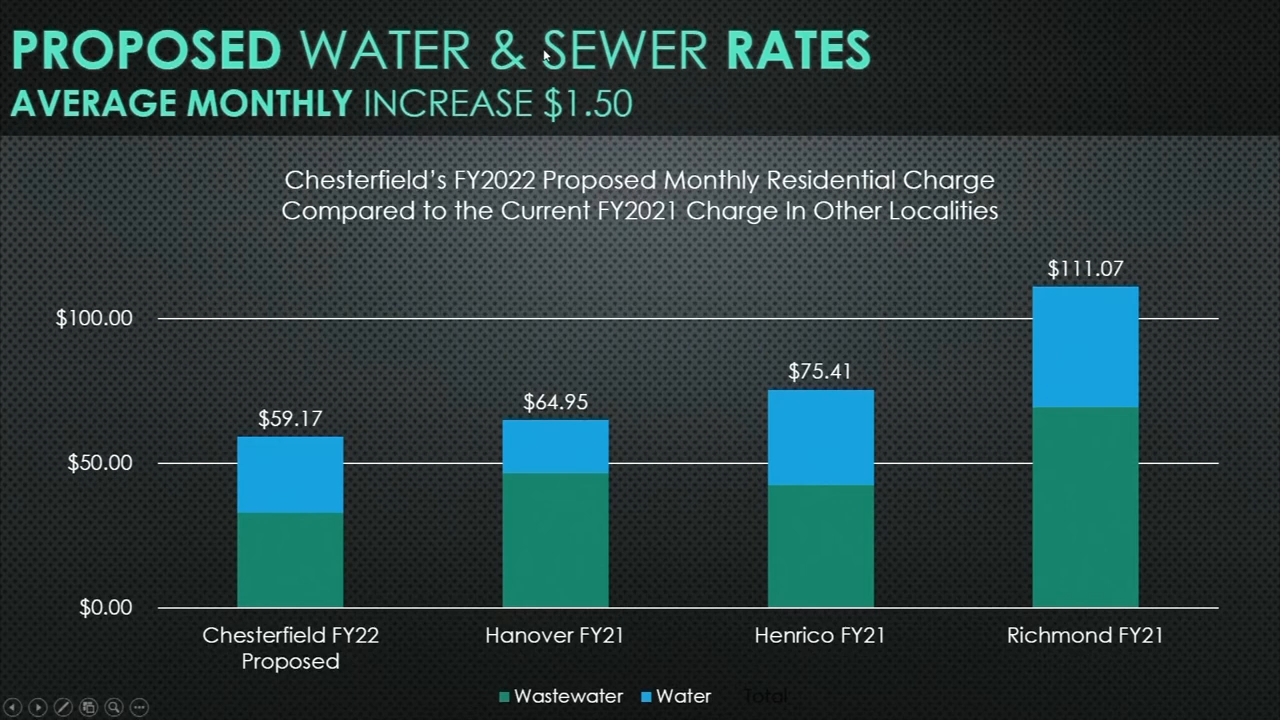 PROPOSED WATER & SEWER RATES
AVERAGE MONTHLY INCREASE $1.50
Chesterfield's FY2022 Proposed Monthly Residential Charge
Compared to the Current FY2021 Charge In Other Localities
$111.07
$100.00
$75.41
$64.95
$59.17
$50.00
$0.00
Chesterfield FY22
Proposed
Hanover FY21
Henrico FY21
Richmond FY21
Wastewater Water Total